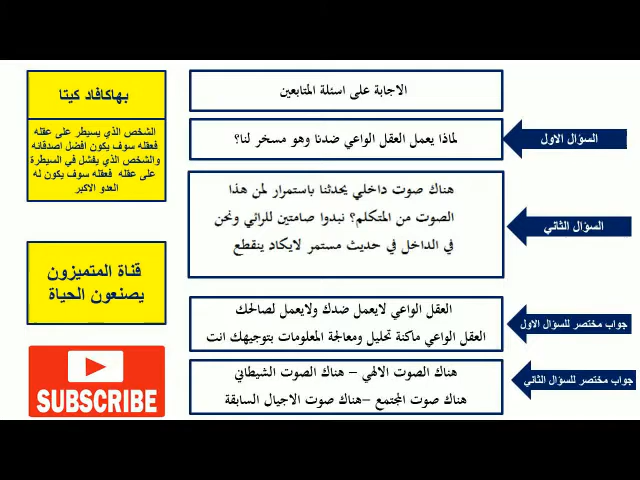 الاجابة على اسئلة المتابعين
السؤال الاول
لماذا يعمل العقل الواعي ضدنا وهو مسخر لنا؟
السؤال الثاني
هناك صوت داخلي يحدثنا باستمرار لمن هذا
الصوت من المتكلم؟ نبدوا صامتين للرائي ونحن
في الداخل في حديث مستمر لايكاد ينقطع
جواب مختصر للسؤال الاول
العقل الواعي لايعمل ضدك ولايعمل لصالحك
العقل الواعي ماكنة تحليل ومعالجة المعلومات بتوجيهك انت
جواب مختصر للسؤال الثاني
هناك الصوت الالهي – هناك الصوت الشيطاني
هناك صوت المجتمع –هناك صوت الاجيال السابقة
بهاكافاد كيتا
الشخص الذي يسيطر على عقله
فعقله سوف يكون افضل اصدقائه
والشخص الذي يفشل في السيطرة
على عقله فعقله سوف يكون له
العدو الاكبر
قناة المتميزون
يصنعون الحياة
SUBSCRIBE